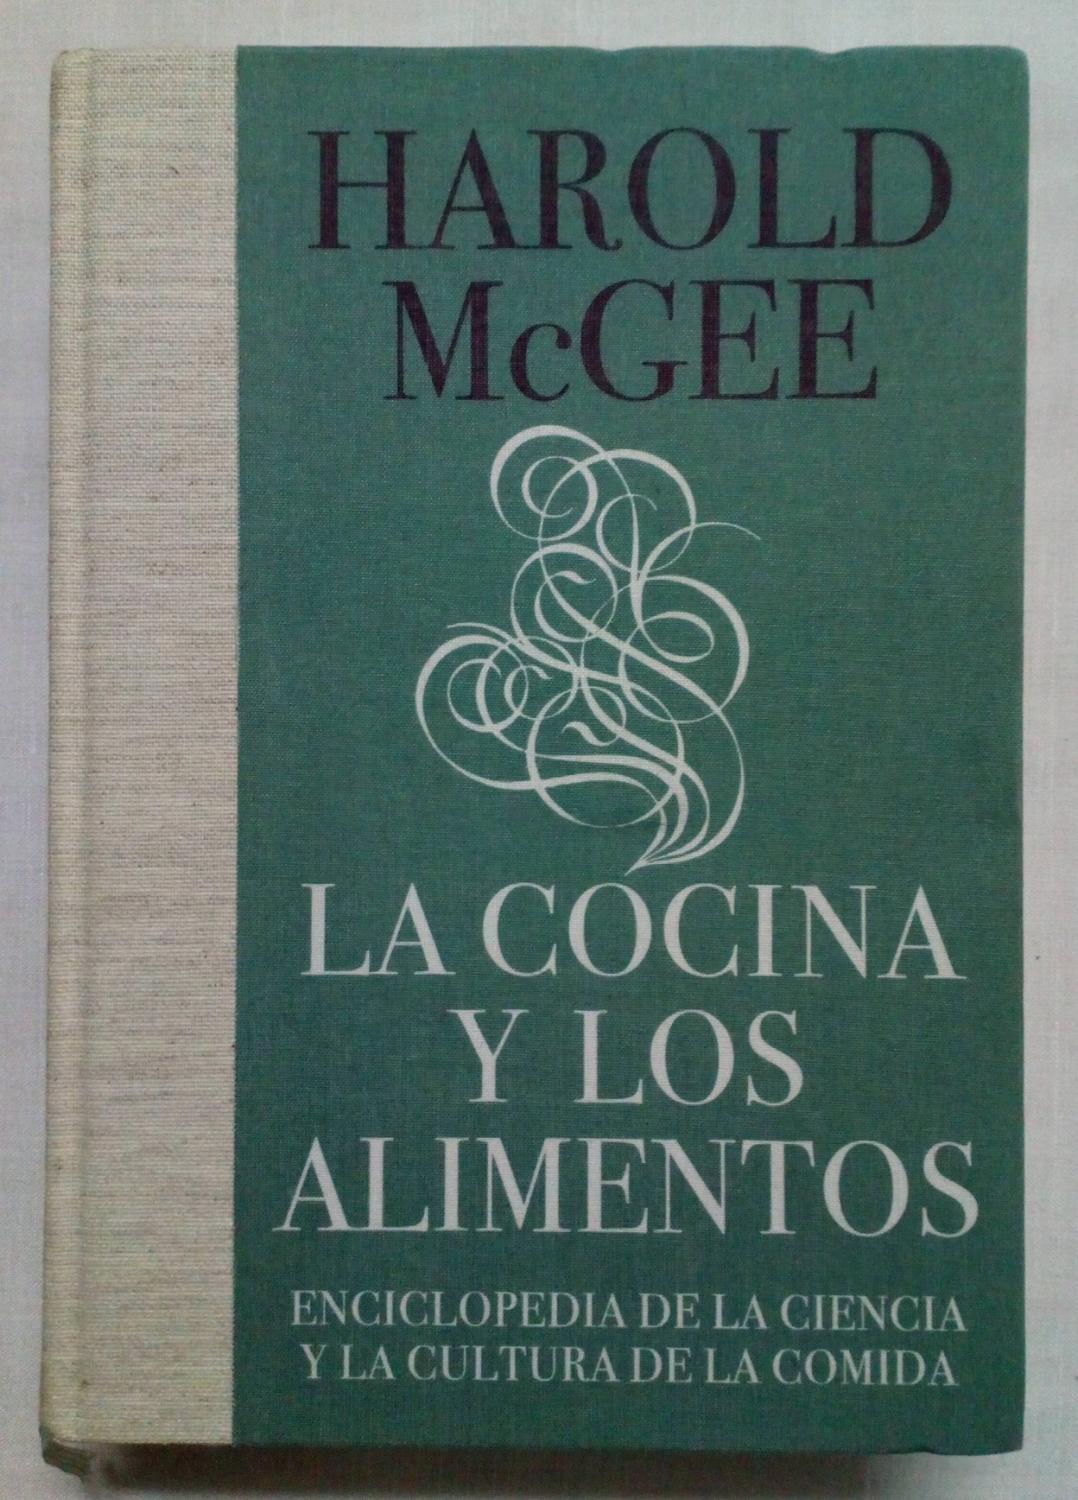 HAROLD
McGEE
LA COCINA
Y LOS
ALIMENTOS
ENCICLOPEDIA DE LA CIENCIA
Y LA CULTURA DE LA COMIDA